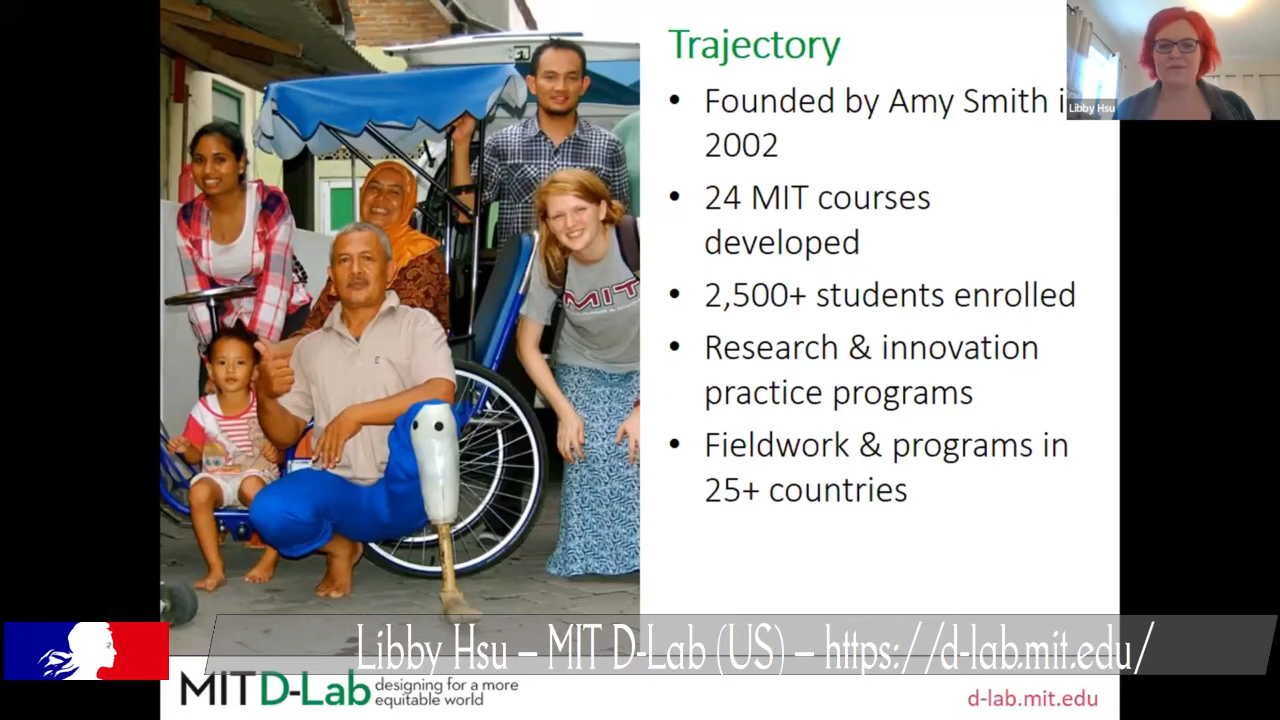 Trajectory
• Founded by Amy Smith i
2002
• 24 MIT courses
developed
• 2,500+ students enrolled
• Research & innovation
practice programs
• Fieldwork & programs in
25+ countries
Libby Hsu
MIT
Libby Hsu – MIT D-Lab (US) – https://d-lab.mit.edu/
MIT D-Lab designing for a more
equitable world
d-lab.mit.edu